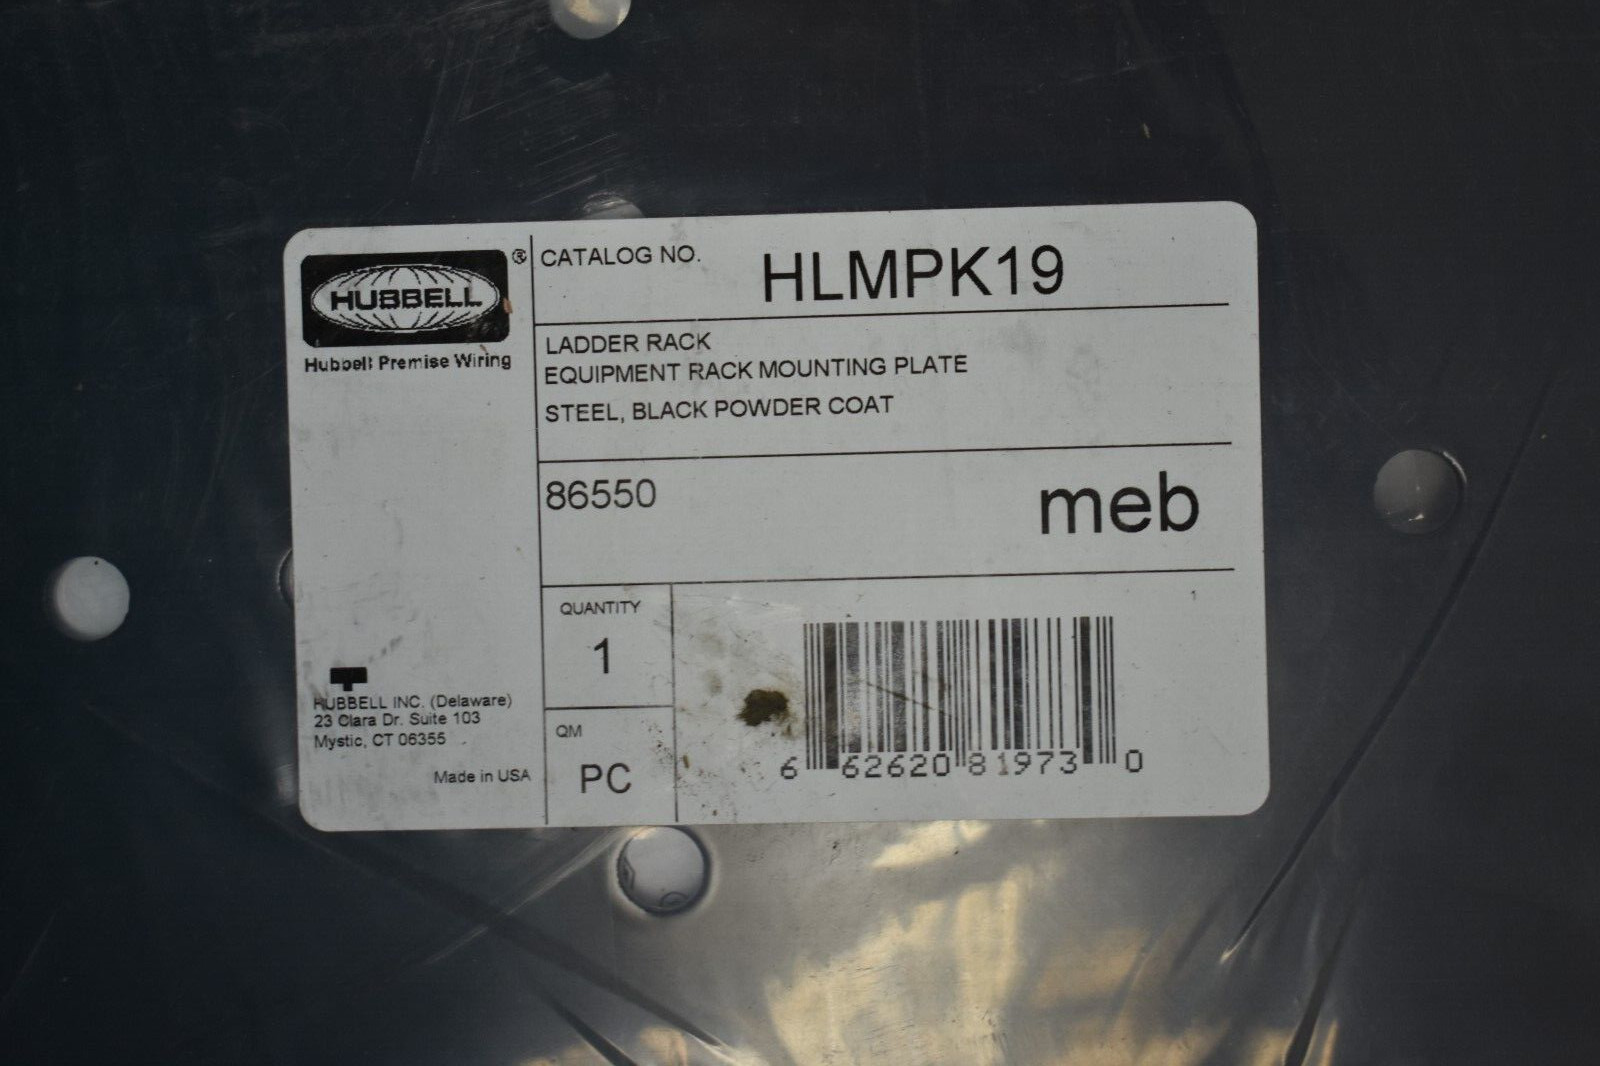 HUBBELL ®
Hubbell Premise Wiring
CATALOG NO. HLMPK19
LADDER RACK
EQUIPMENT RACK MOUNTING PLATE
STEEL, BLACK POWDER COAT
86550 meb
QUANTITY
1
QM
PC
1
6 62620 81973 0
HUBBELL INC. (Delaware)
23 Clara Dr. Suite 103
Mystic, CT 06355
Made in USA